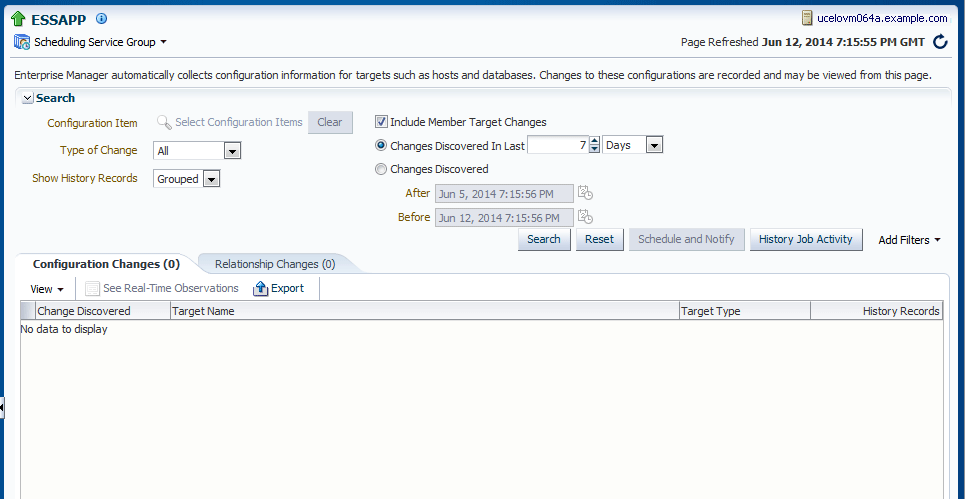 ESSAPP ucelovm064a.example.com
Scheduling Service Group Page Refreshed Jun 12, 2014 7:15:55 PM GMT
Enterprise Manager automatically collects configuration information for targets such as hosts and databases. Changes to these configurations are recorded and may be viewed from this page.
Search
Configuration Item Select Configuration Items Clear Include Member Target Changes
Type of Change All Changes Discovered In Last 7 Days
Show History Records Grouped Changes Discovered
After Jun 5, 2014 7:15:56 PM
Before Jun 12, 2014 7:15:56 PM
Search Reset Schedule and Notify History Job Activity Add Filters
Configuration Changes (0) Relationship Changes (0)
View See Real-Time Observations Export
Change Discovered Target Name Target Type History Records
No data to display